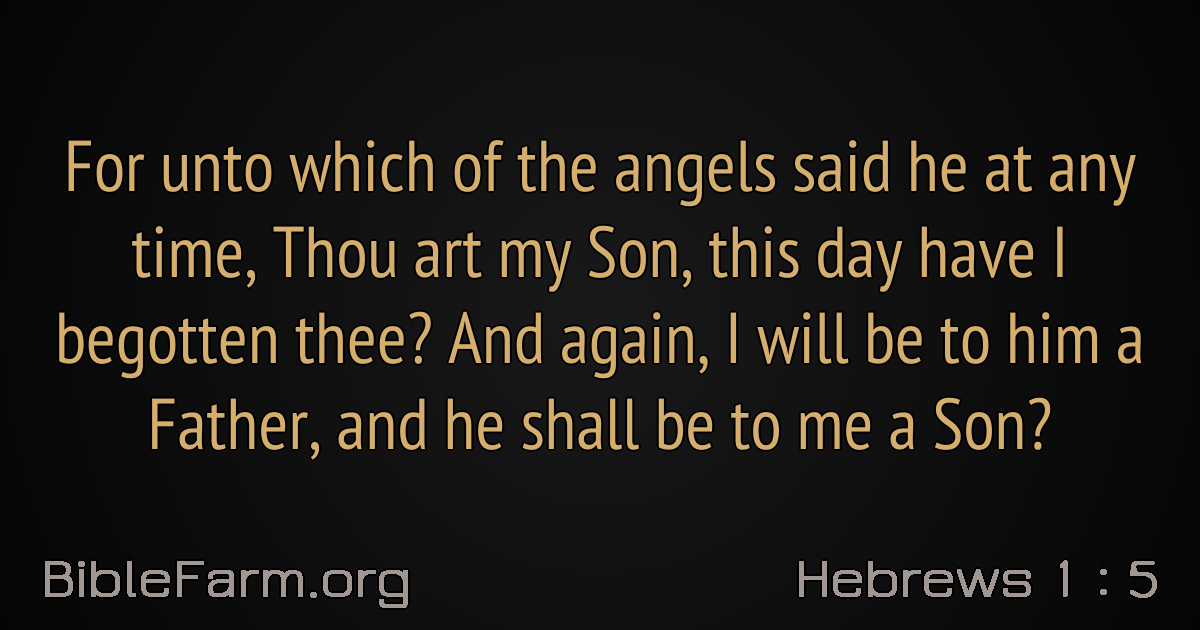 For unto which of the angels said he at any
time, Thou art my Son, this day have I
begotten thee? And again, I will be to him a
Father, and he shall be to me a Son?
BibleFarm.org
Hebrews 1 : 5